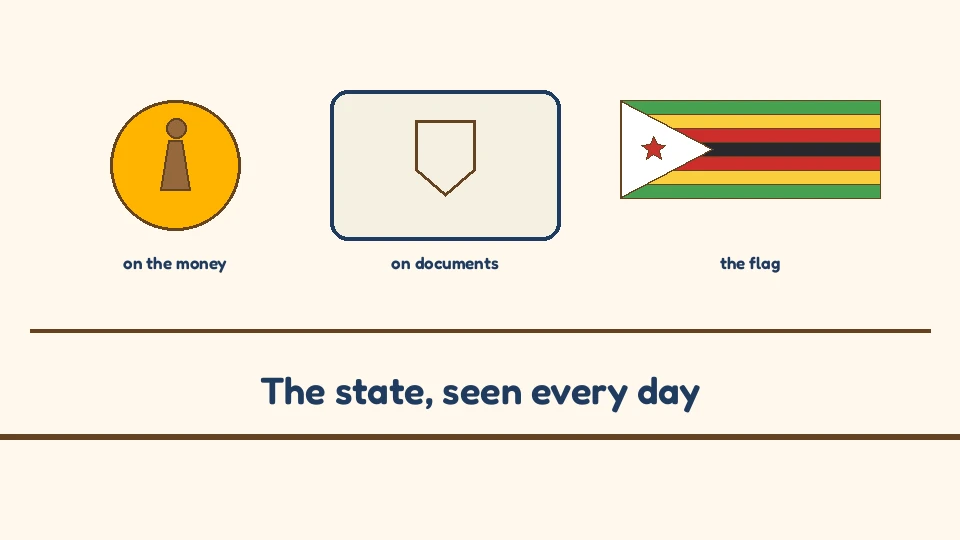 on the money
on documents
the flag
The state, seen every day